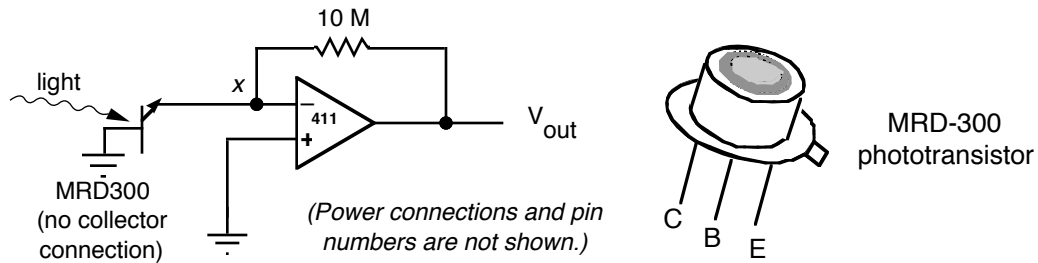 10 M
light
x
−
411
+
V out
MRD300
(no collector
connection)
(Power connections and pin
numbers are not shown.)
MRD-300
phototransistor
C
B
E